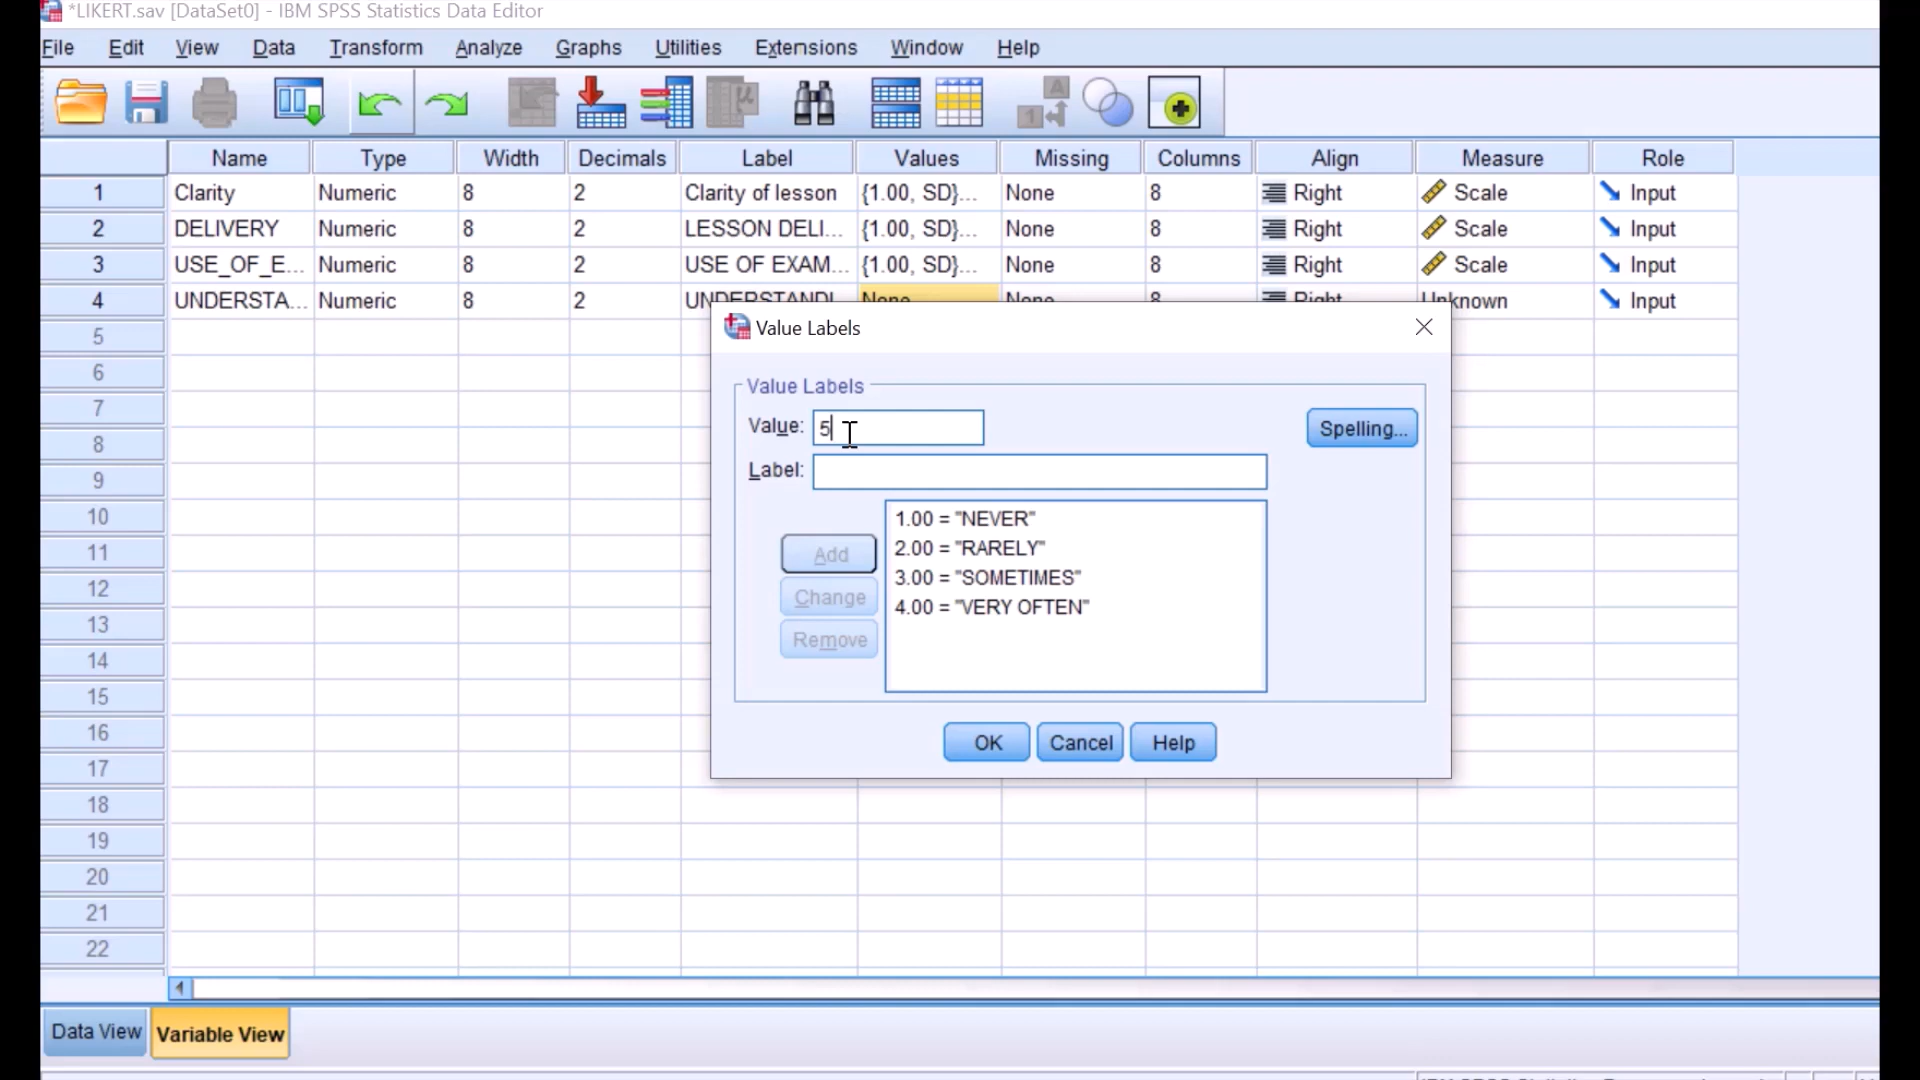 *LIKERT.sav [DataSet0] - IBM SPSS Statistics Data Editor
File Edit View Data Transform Analyze Graphs Utilities Extensions Window Help
Name Type Width Decimals Label Values Missing Columns Align Measure Role
1 Clarity Numeric 8 2 Clarity of lesson {1.00, SD}... None 8 Right Scale Input
2 DELIVERY Numeric 8 2 LESSON DELI... {1.00, SD}... None 8 Right Scale Input
3 USE_OF_E... Numeric 8 2 USE OF EXAM... {1.00, SD}... None 8 Right Scale Input
4 UNDERSTA... Numeric 8 2 UNDERSTANDI... None None 8 Right Unknown Input
5
6
7
8
9
10
11
12
13
14
15
16
17
18
19
20
21
22
Value Labels
Value Labels
Value: 5
Spelling...
Label:
1.00 = "NEVER"
2.00 = "RARELY"
3.00 = "SOMETIMES"
4.00 = "VERY OFTEN"
Add
Change
Remove
OK Cancel Help
Data View Variable View